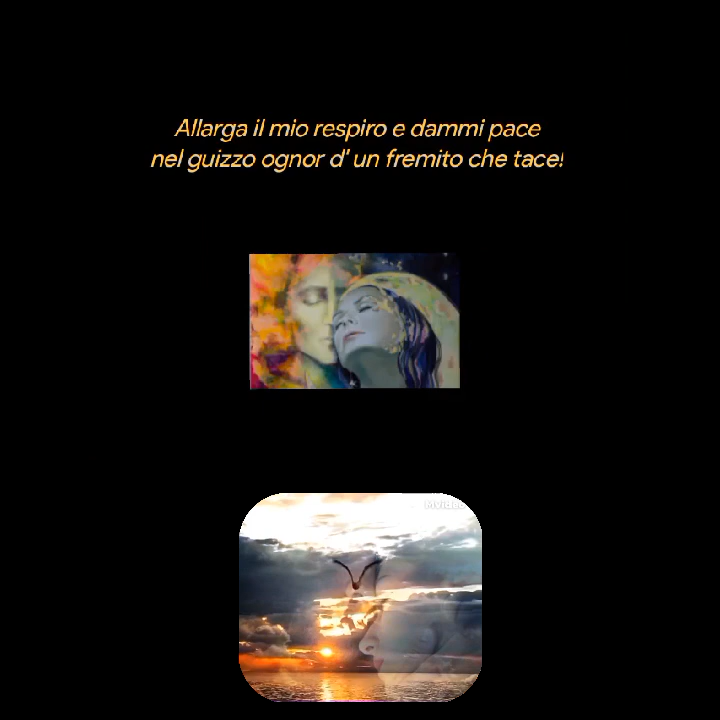 Allarga il mio respiro e dammi pace
nel guizzo ognor d' un fremito che tace!